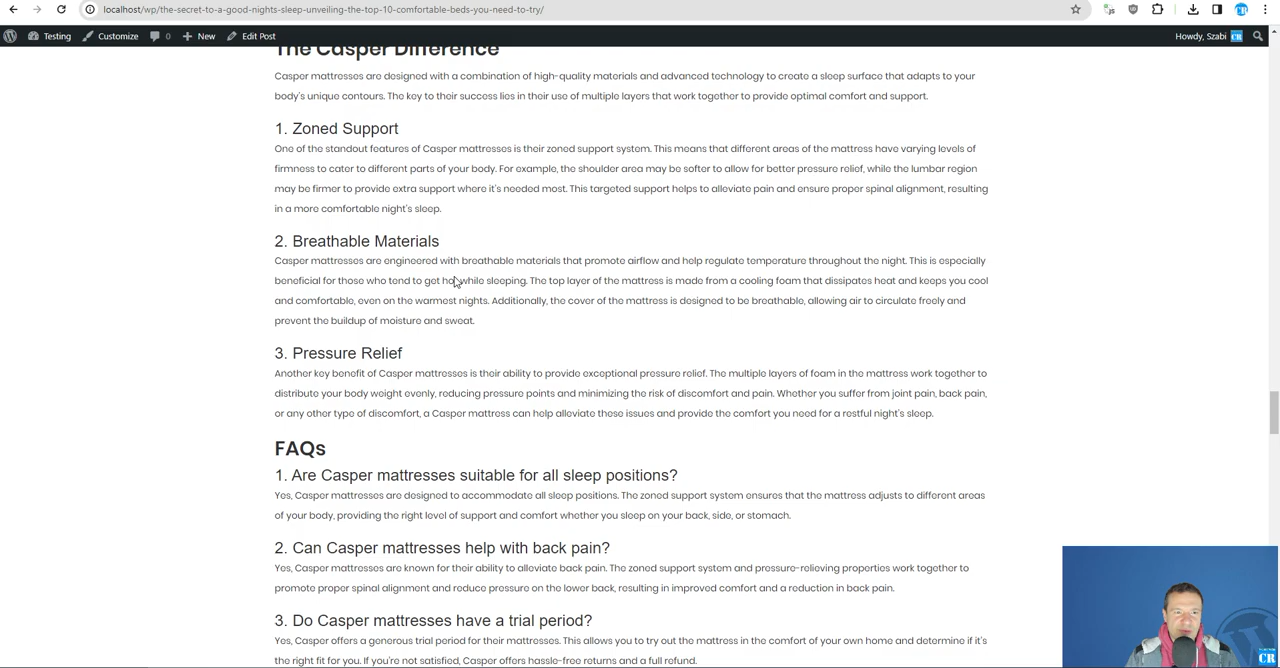 localhost/wp/the-secret-to-a-good-nights-sleep-unveiling-the-top-10-comfortable-beds-you-need-to-try/
Testing Customize 0 New Edit Post Howdy, Szabi
The Casper Difference
Casper mattresses are designed with a combination of high-quality materials and advanced technology to create a sleep surface that adapts to your
body's unique contours. The key to their success lies in their use of multiple layers that work together to provide optimal comfort and support.
1. Zoned Support
One of the standout features of Casper mattresses is their zoned support system. This means that different areas of the mattress have varying levels of
firmness to cater to different parts of your body. For example, the shoulder area may be softer to allow for better pressure relief, while the lumbar region
may be firmer to provide extra support where it's needed most. This targeted support helps to alleviate pain and ensure proper spinal alignment, resulting
in a more comfortable night's sleep.
2. Breathable Materials
Casper mattresses are engineered with breathable materials that promote airflow and help regulate temperature throughout the night. This is especially
beneficial for those who tend to get hot while sleeping. The top layer of the mattress is made from a cooling foam that dissipates heat and keeps you cool
and comfortable, even on the warmest nights. Additionally, the cover of the mattress is designed to be breathable, allowing air to circulate freely and
prevent the buildup of moisture and sweat.
3. Pressure Relief
Another key benefit of Casper mattresses is their ability to provide exceptional pressure relief. The multiple layers of foam in the mattress work together to
distribute your body weight evenly, reducing pressure points and minimizing the risk of discomfort and pain. Whether you suffer from joint pain, back pain,
or any other type of discomfort, a Casper mattress can help alleviate these issues and provide the comfort you need for a restful night's sleep.
FAQs
1. Are Casper mattresses suitable for all sleep positions?
Yes, Casper mattresses are designed to accommodate all sleep positions. The zoned support system ensures that the mattress adjusts to different areas
of your body, providing the right level of support and comfort whether you sleep on your back, side, or stomach.
2. Can Casper mattresses help with back pain?
Yes, Casper mattresses are known for their ability to alleviate back pain. The zoned support system and pressure-relieving properties work together to
promote proper spinal alignment and reduce pressure on the lower back, resulting in improved comfort and a reduction in back pain.
3. Do Casper mattresses have a trial period?
Yes, Casper offers a generous trial period for their mattresses. This allows you to try out the mattress in the comfort of your own home and determine if it's
the right fit for you. If you're not satisfied, Casper offers hassle-free returns and a full refund.
CR